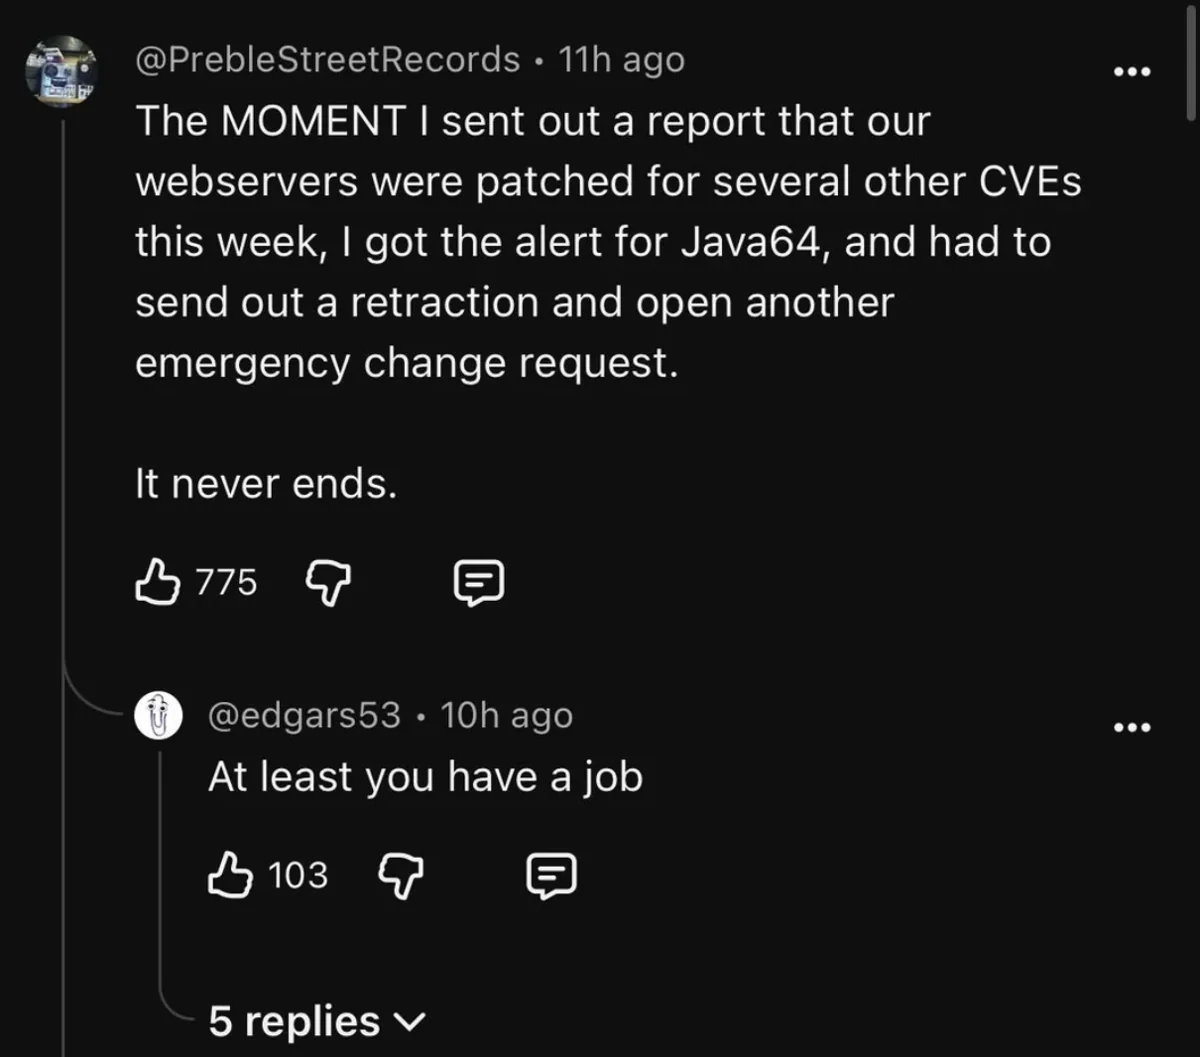 @PrebleStreetRecords • 11h ago
The MOMENT I sent out a report that our
webservers were patched for several other CVEs
this week, I got the alert for Java64, and had to
send out a retraction and open another
emergency change request.
It never ends.
775
@edgars53 • 10h ago
At least you have a job
103
5 replies